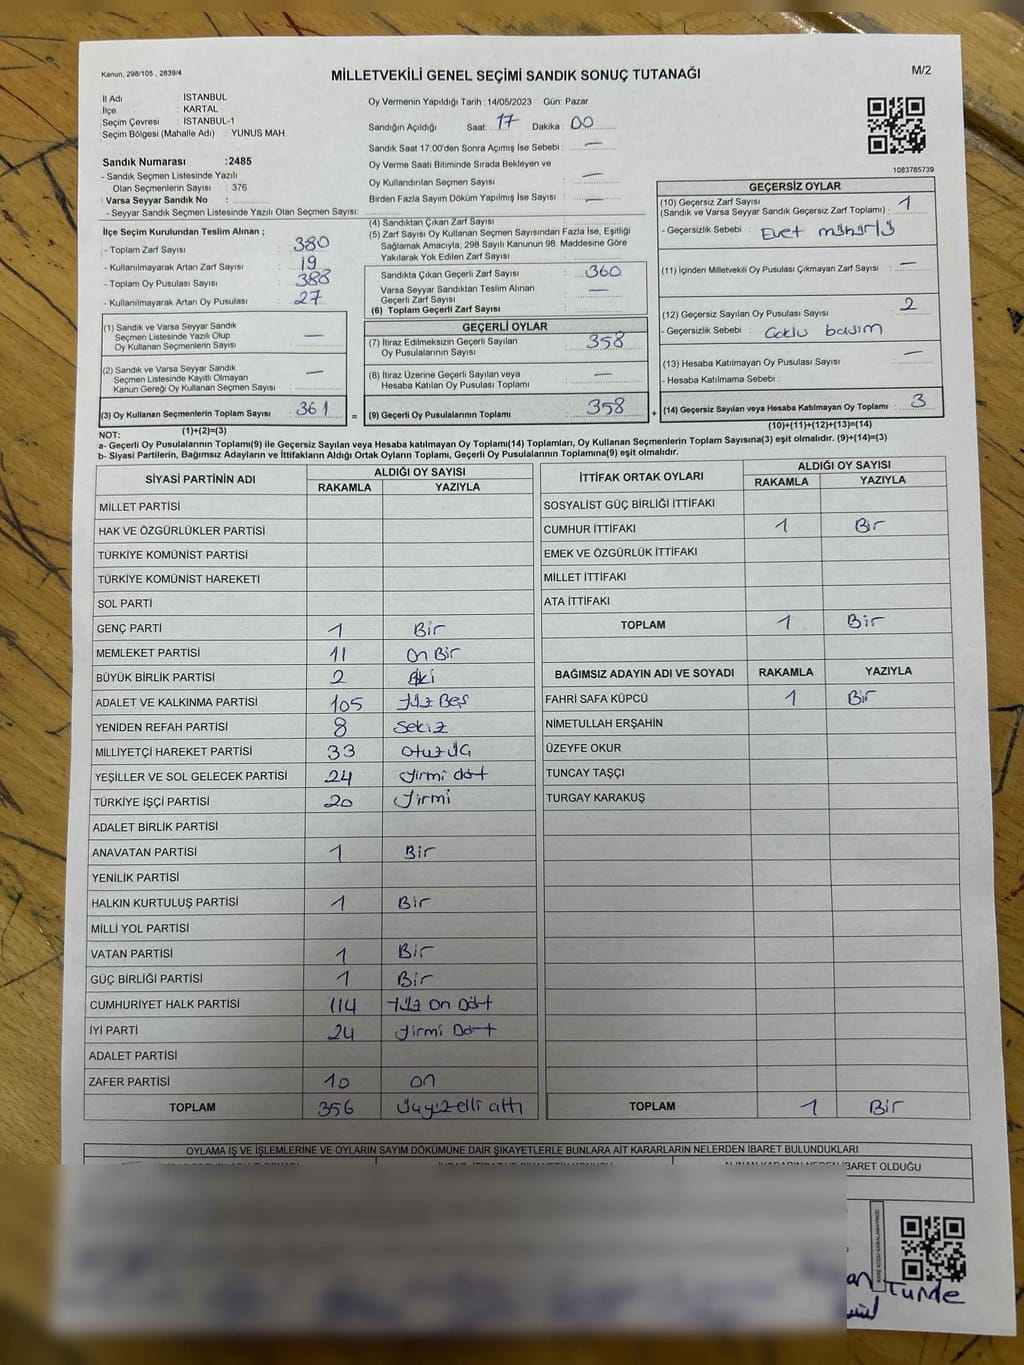 Kanun, 298/105 , 2839/4
MİLLETVEKİLİ GENEL SEÇİMİ SANDIK SONUÇ TUTANAĞI
M/2
İl Adı : İSTANBUL
İlçe : KARTAL
Seçim Çevresi : İSTANBUL-1
Seçim Bölgesi (Mahalle Adı) : YUNUS MAH.
Sandık Numarası :2485
- Sandık Seçmen Listesinde Yazılı
Olan Seçmenlerin Sayısı : 376
Varsa Seyyar Sandık No :
- Seyyar Sandık Seçmen Listesinde Yazılı Olan Seçmen Sayısı:
Oy Vermenin Yapıldığı Tarih :14/05/2023 Gün: Pazar
Sandığın Açıldığı Saat: 17 Dakika : 00
Sandık Saat 17:00'den Sonra Açımış İse Sebebi : —
Oy Verme Saati Bitiminde Sırada Bekleyen ve
Oy Kullandırılan Seçmen Sayısı : —
Birden Fazla Sayım Döküm Yapılmış İse Sayısı : —
1083785739
İlçe Seçim Kurulundan Teslim Alınan ;
- Toplam Zarf Sayısı : 380
- Kullanılmayarak Artan Zarf Sayısı : 19
- Toplam Oy Pusulası Sayısı : 388
- Kullanılmayarak Artan Oy Pusulası : 27
(4) Sandıktan Çıkan Zarf Sayısı :
(5) Zarf Sayısı Oy Kullanan Seçmen Sayısından Fazla İse, Eşitliği
Sağlamak Amacıyla, 298 Sayılı Kanunun 98. Maddesine Göre
Yakılarak Yok Edilen Zarf Sayısı :
Sandıkta Çıkan Geçerli Zarf Sayısı : 360
Varsa Seyyar Sandıktan Teslim Alınan
Geçerli Zarf Sayısı : —
(6) Toplam Geçerli Zarf Sayısı :
GEÇERSİZ OYLAR
(10) Geçersiz Zarf Sayısı
(Sandık ve Varsa Seyyar Sandık Geçersiz Zarf Toplamı) : 1
- Geçersizlik Sebebi : Evet mühürlü
(11) İçinden Milletvekili Oy Pusulası Çıkmayan Zarf Sayısı : —
(12) Geçersiz Sayılan Oy Pusulası Sayısı : 2
- Geçersizlik Sebebi : Çoklu basım
(13) Hesaba Katılmayan Oy Pusulası Sayısı : —
- Hesaba Katılmama Sebebi :
(14) Geçersiz Sayılan veya Hesaba Katılmayan Oy Toplamı : 3
(10)+(11)+(12)+(13)=(14)
(1) Sandık ve Varsa Seyyar Sandık
Seçmen Listesinde Yazılı Olup
Oy Kullanan Seçmenlerin Sayısı : —
(2) Sandık ve Varsa Seyyar Sandık
Seçmen Listesinde Kayıtlı Olmayan
Kanun Gereği Oy Kullanan Seçmen Sayısı : —
(3) Oy Kullanan Seçmenlerin Toplam Sayısı : 361 =
(1)+(2)=(3)
GEÇERLİ OYLAR
(7) İtiraz Edilmeksizin Geçerli Sayılan
Oy Pusulalarının Sayısı : 358
(8) İtiraz Üzerine Geçerli Sayılan veya
Hesaba Katılan Oy Pusulası Toplamı : —
(9) Geçerli Oy Pusulalarının Toplamı : 358 +
NOT:
a- Geçerli Oy Pusulalarının Toplamı(9) ile Geçersiz Sayılan veya Hesaba katılmayan Oy Toplamı(14) Toplamları, Oy Kullanan Seçmenlerin Toplam Sayısına(3) eşit olmalıdır. (9)+(14)=(3)
b- Siyasi Partilerin, Bağımsız Adayların ve İttifakların Aldığı Ortak Oyların Toplamı, Geçerli Oy Pusulalarının Toplamına(9) eşit olmalıdır.
SİYASİ PARTİNİN ADI ALDIĞI OY SAYISI
RAKAMLA YAZIYLA
MİLLET PARTİSİ
HAK VE ÖZGÜRLÜKLER PARTİSİ
TÜRKİYE KOMÜNİST PARTİSİ
TÜRKİYE KOMÜNİST HAREKETİ
SOL PARTİ
GENÇ PARTİ 1 Bir
MEMLEKET PARTİSİ 11 On Bir
BÜYÜK BİRLİK PARTİSİ 2 İki
ADALET VE KALKINMA PARTİSİ 105 Yüz Beş
YENİDEN REFAH PARTİSİ 8 Sekiz
MİLLİYETÇİ HAREKET PARTİSİ 33 Otuz üç
YEŞİLLER VE SOL GELECEK PARTİSİ 24 Yirmi dört
TÜRKİYE İŞÇİ PARTİSİ 20 Yirmi
ADALET BİRLİK PARTİSİ
ANAVATAN PARTİSİ 1 Bir
YENİLİK PARTİSİ
HALKIN KURTULUŞ PARTİSİ 1 Bir
MİLLİ YOL PARTİSİ
VATAN PARTİSİ 1 Bir
GÜÇ BİRLİĞİ PARTİSİ 1 Bir
CUMHURİYET HALK PARTİSİ 114 Yüz On Dört
İYİ PARTİ 24 Yirmi Dört
ADALET PARTİSİ
ZAFER PARTİSİ 10 On
TOPLAM 356 Üçyüzelli altı
İTTİFAK ORTAK OYLARI ALDIĞI OY SAYISI
RAKAMLA YAZIYLA
SOSYALİST GÜÇ BİRLİĞİ İTTİFAKI
CUMHUR İTTİFAKI 1 Bir
EMEK VE ÖZGÜRLÜK İTTİFAKI
MİLLET İTTİFAKI
ATA İTTİFAKI
TOPLAM 1 Bir
BAĞIMSIZ ADAYIN ADI VE SOYADI RAKAMLA YAZIYLA
FAHRİ SAFA KÜPCÜ 1 Bir
NİMETULLAH ERŞAHİN
ÜZEYFE OKUR
TUNCAY TAŞÇI
TURGAY KARAKUŞ
TOPLAM 1 Bir
OYLAMA İŞ VE İŞLEMLERİNE VE OYLARIN SAYIM DÖKÜMÜNE DAİR ŞİKAYETLERLE BUNLARA AİT KARARLARIN NELERDEN İBARET BULUNDUKLARI
ALINAN KARARIN NEDEN İBARET OLDUĞU